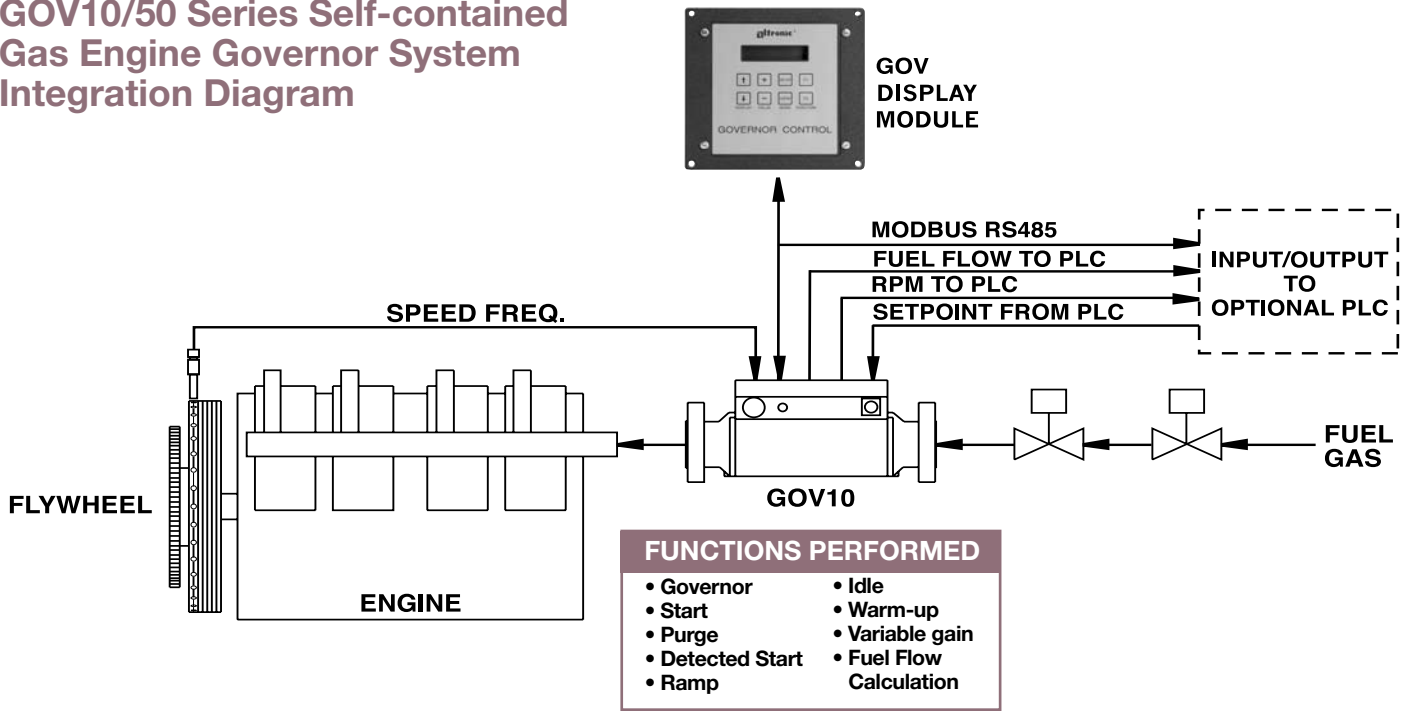 GOV10/50 Series Self-contained
Gas Engine Governor System
Integration Diagram
altronic
GOVERNOR CONTROL
GOV
DISPLAY
MODULE
MODBUS RS485
FUEL FLOW TO PLC
RPM TO PLC
SETPOINT FROM PLC
INPUT/OUTPUT
TO
OPTIONAL PLC
SPEED FREQ.
FLYWHEEL
ENGINE
GOV10
FUEL
GAS
FUNCTIONS PERFORMED
• Governor
• Start
• Purge
• Detected Start
• Ramp
• Idle
• Warm-up
• Variable gain
• Fuel Flow
Calculation